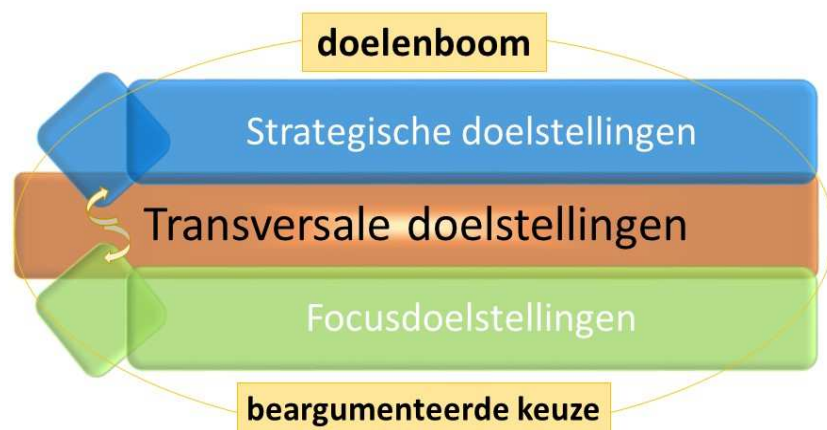 doelenboom
Strategische doelstellingen
Transversale doelstellingen
Focusdoelstellingen
beargumenteerde keuze